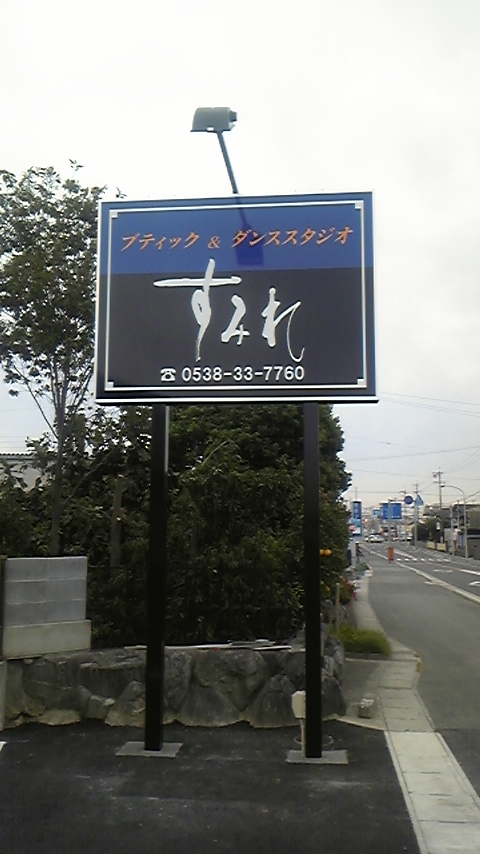 ブティック & ダンススタジオ
すみれ
☎ 0538-33-7760